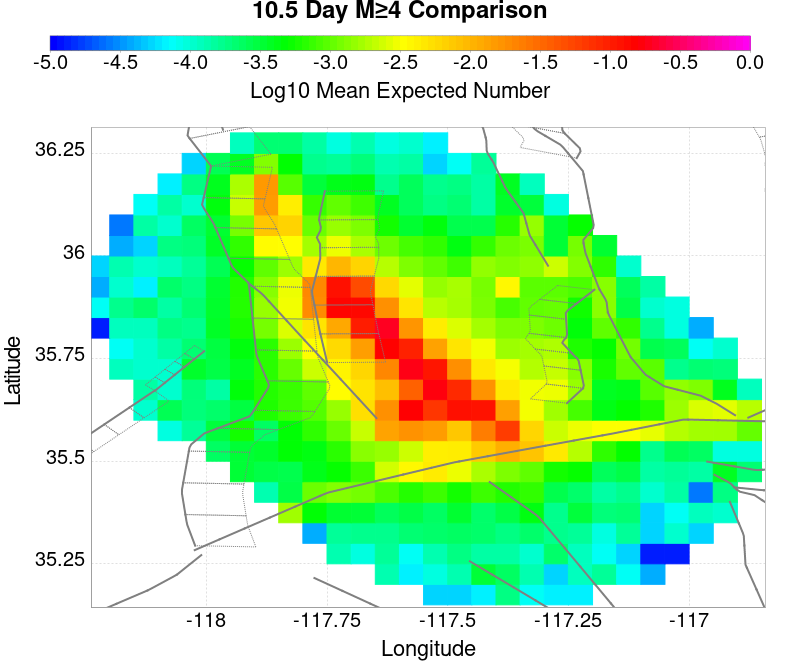 10.5 Day M≥4 Comparison
-5.0 -4.5 -4.0 -3.5 -3.0 -2.5 -2.0 -1.5 -1.0 -0.5 0.0
Log10 Mean Expected Number
36.25
36
35.75
35.5
35.25
Latitude
-118 -117.75 -117.5 -117.25 -117
Longitude